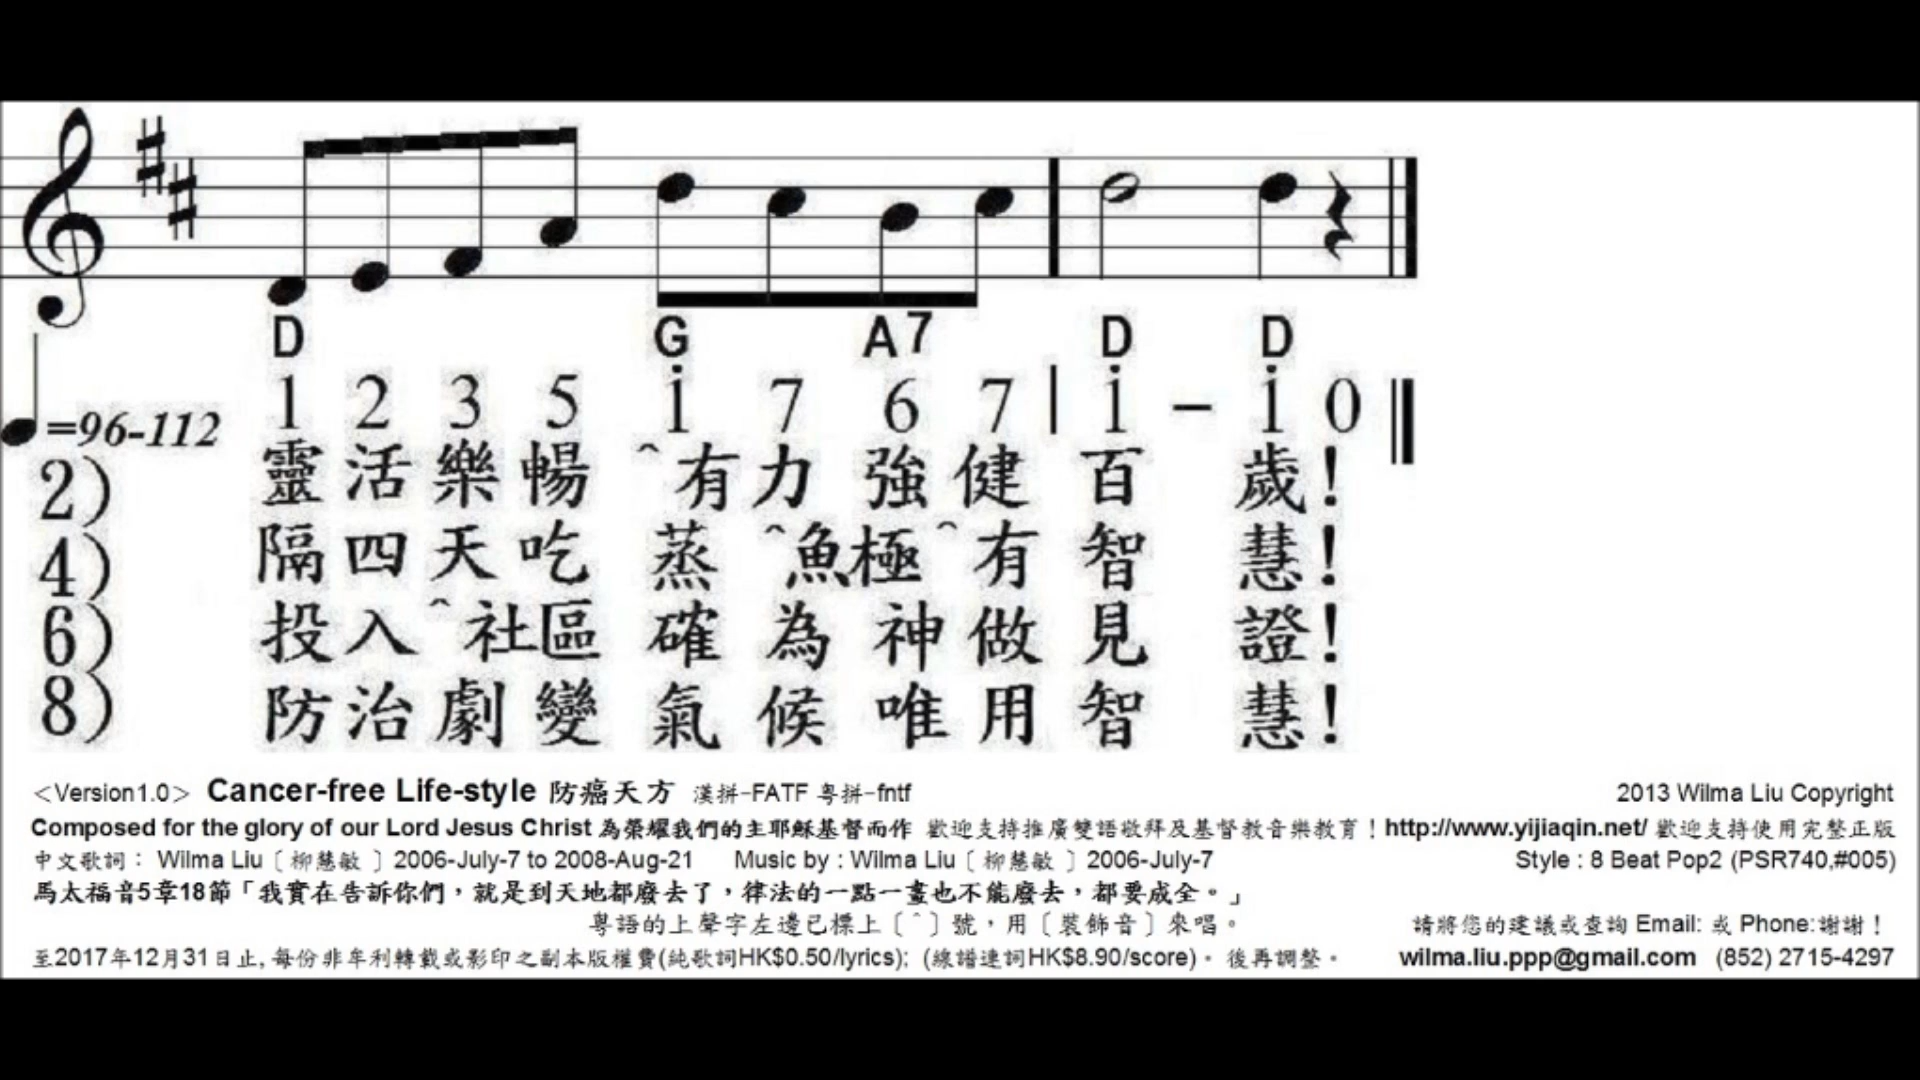 D G A7 D D
1 2 3 5 i 7 6 7 | i - i 0
=96-112
2) 靈活樂暢 ^有力強健百歲!
4) 隔四天吃蒸 ^魚極 ^有智慧!
6) 投入 ^社區確為神做見證!
8) 防治劇變氣候唯用智慧!
<Version1.0> Cancer-free Life-style 防癌天方 漢拼-FATF 粵拼-fntf 2013 Wilma Liu Copyright
Composed for the glory of our Lord Jesus Christ 為榮耀我們的主耶穌基督而作 歡迎支持推廣雙語敬拜及基督教音樂教育!http://www.yijiaqin.net/ 歡迎支持使用完整正版
中文歌詞: Wilma Liu〔柳慧敏〕2006-July-7 to 2008-Aug-21 Music by : Wilma Liu〔柳慧敏〕2006-July-7 Style : 8 Beat Pop2 (PSR740,#005)
馬太福音5章18節「我實在告訴你們,就是到天地都廢去了,律法的一點一畫也不能廢去,都要成全。」
粵語的上聲字左邊已標上〔^〕號,用〔裝飾音〕來唱。 請將您的建議或查詢 Email: 或 Phone:謝謝!
至2017年12月31日止,每份非牟利轉載或影印之副本版權費(純歌詞HK$0.50/lyrics); (線譜連詞HK$8.90/score)。後再調整。 wilma.liu.ppp@gmail.com (852) 2715-4297